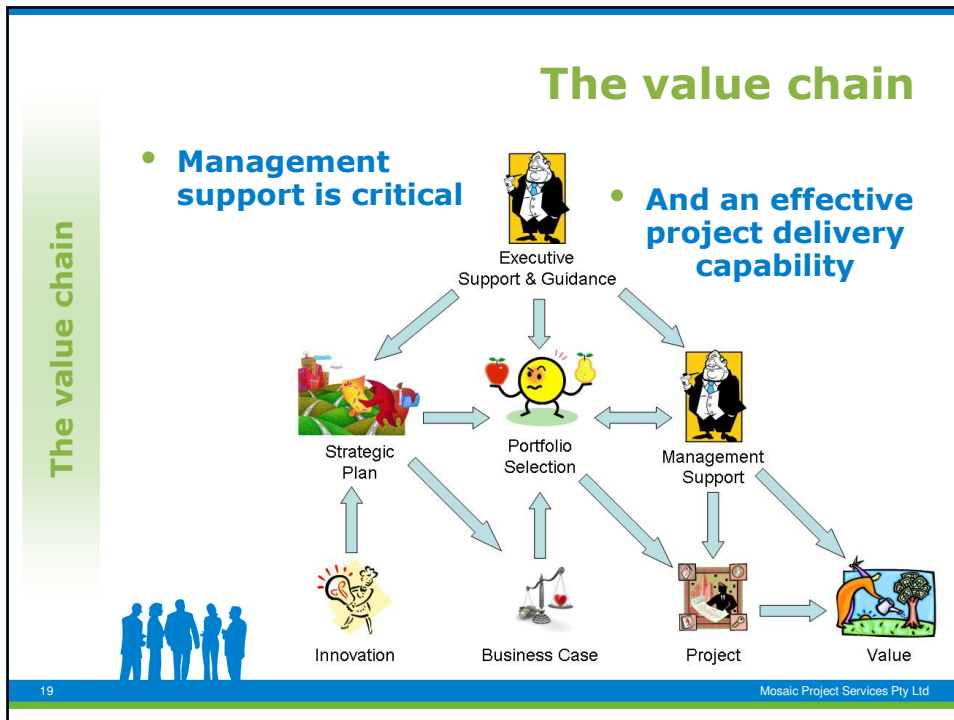 The value chain
The value chain
• Management
support is critical
• And an effective
project delivery
capability
Executive
Support & Guidance
Strategic
Plan
Portfolio
Selection
Management
Support
Innovation
Business Case
Project
Value
19
Mosaic Project Services Pty Ltd